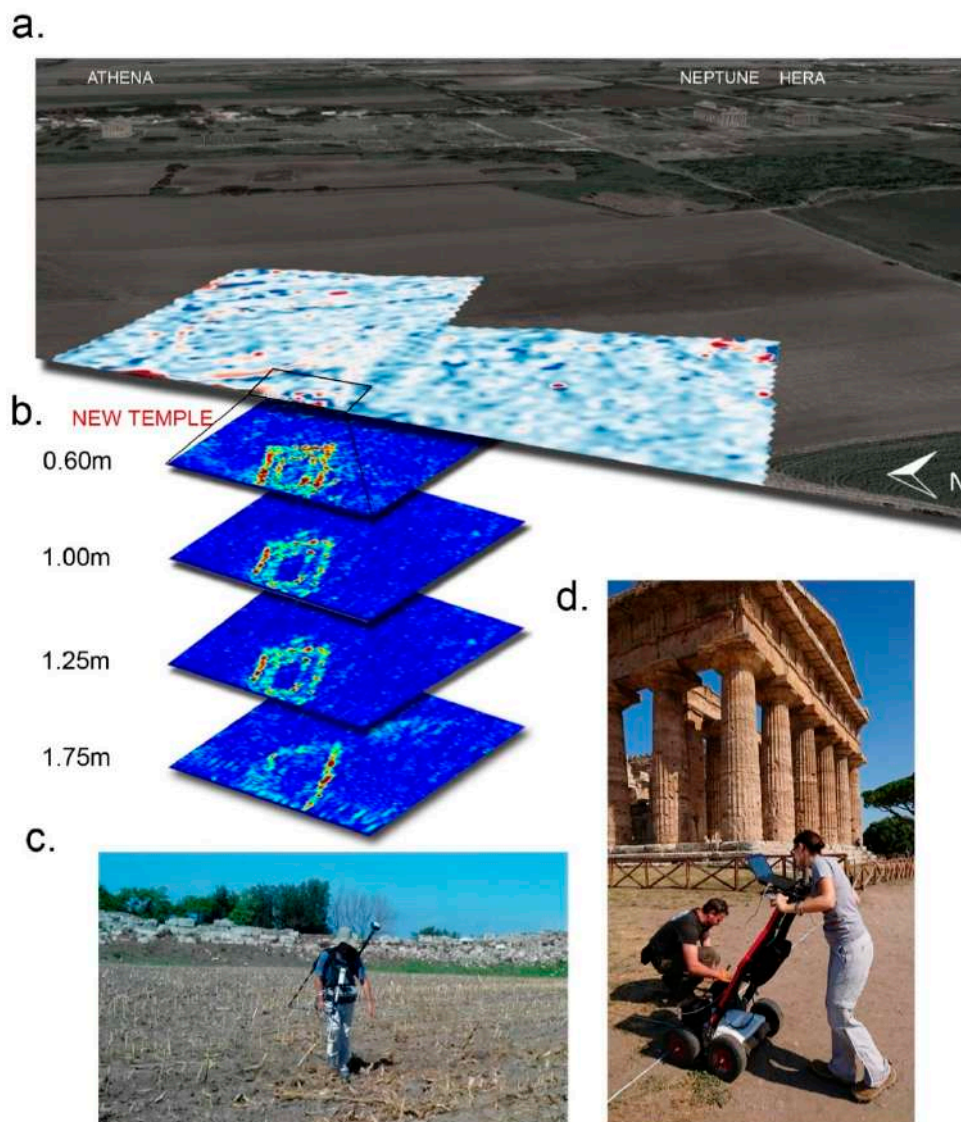 a.
ATHENA
NEPTUNE HERA
b.
NEW TEMPLE
0.60m
N
1.00m
d.
1.25m
1.75m
c.